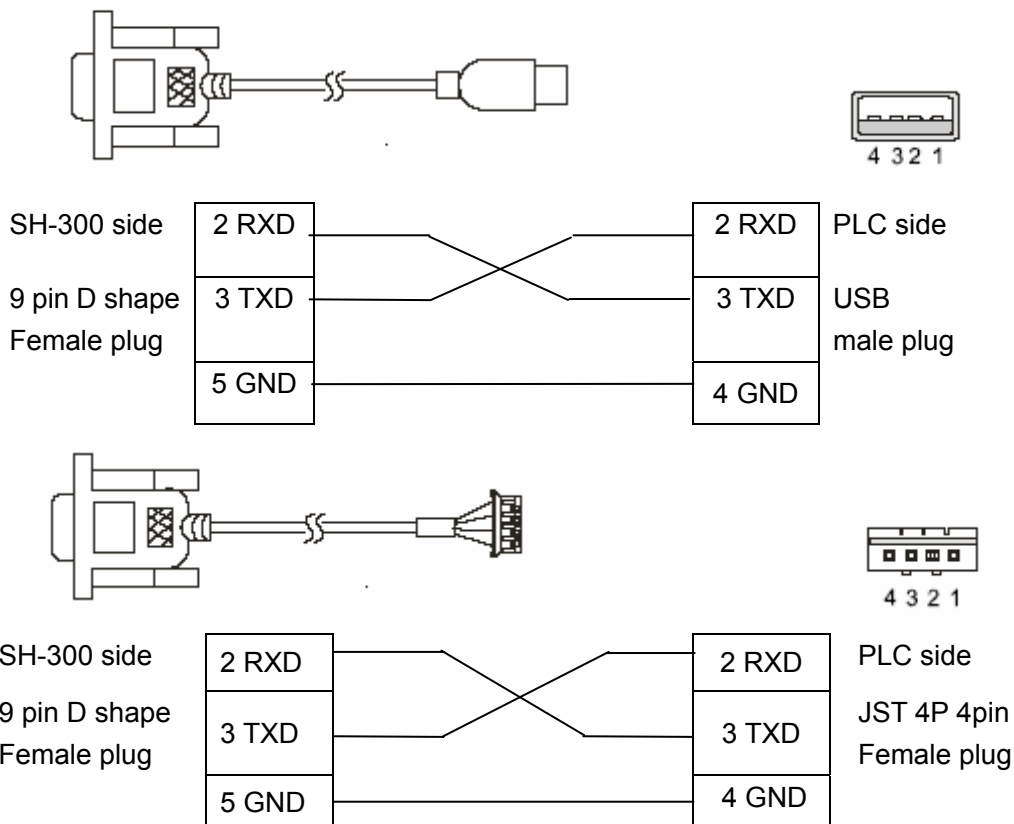 4 3 2 1
SH-300 side 2 RXD 2 RXD PLC side
9 pin D shape 3 TXD 3 TXD USB
Female plug male plug
5 GND 4 GND
4 3 2 1
SH-300 side 2 RXD 2 RXD PLC side
9 pin D shape 3 TXD 3 TXD JST 4P 4pin
Female plug Female plug
5 GND 4 GND